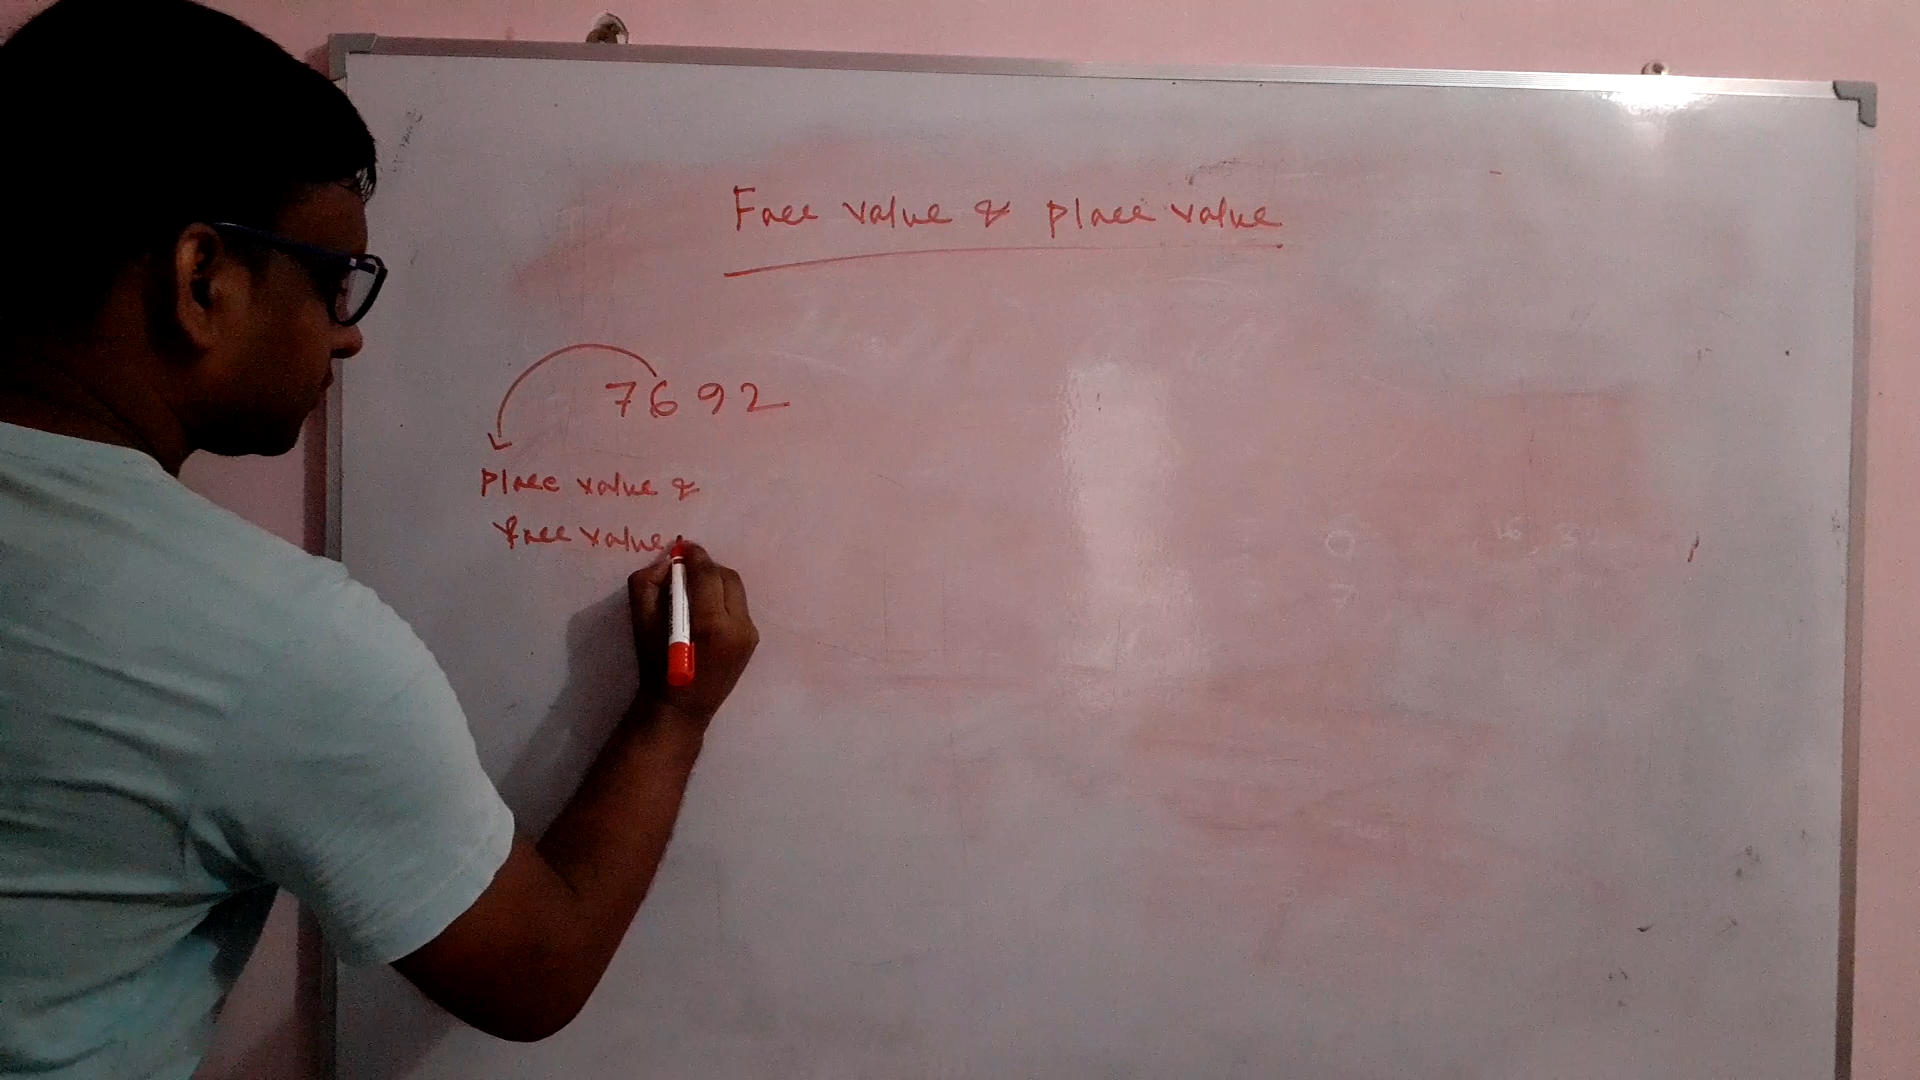 Face value & place value
7692
place value &
face value